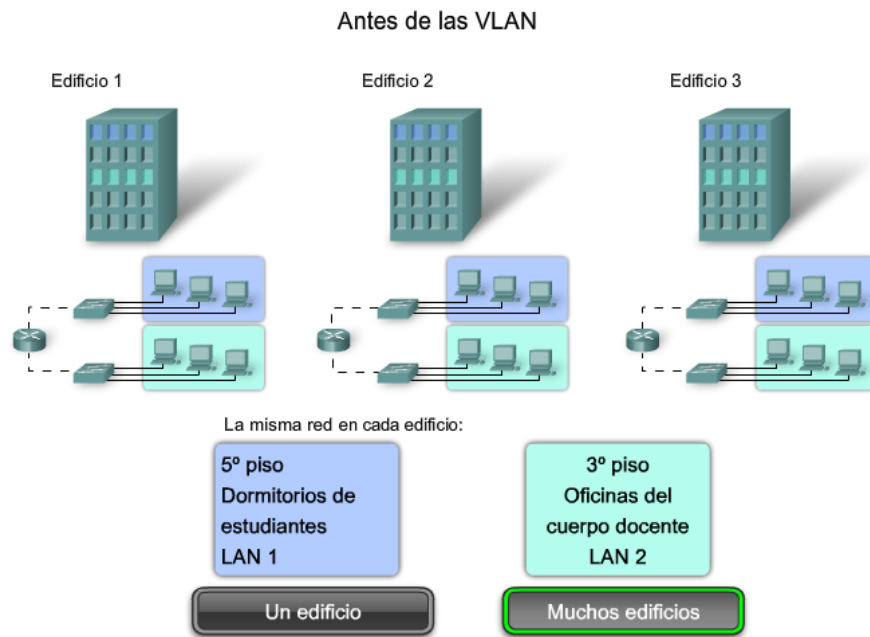 Antes de las VLAN
Edificio 1
Edificio 2
Edificio 3
La misma red en cada edificio:
5º piso
Dormitorios de
estudiantes
LAN 1
3º piso
Oficinas del
cuerpo docente
LAN 2
Un edificio
Muchos edificios